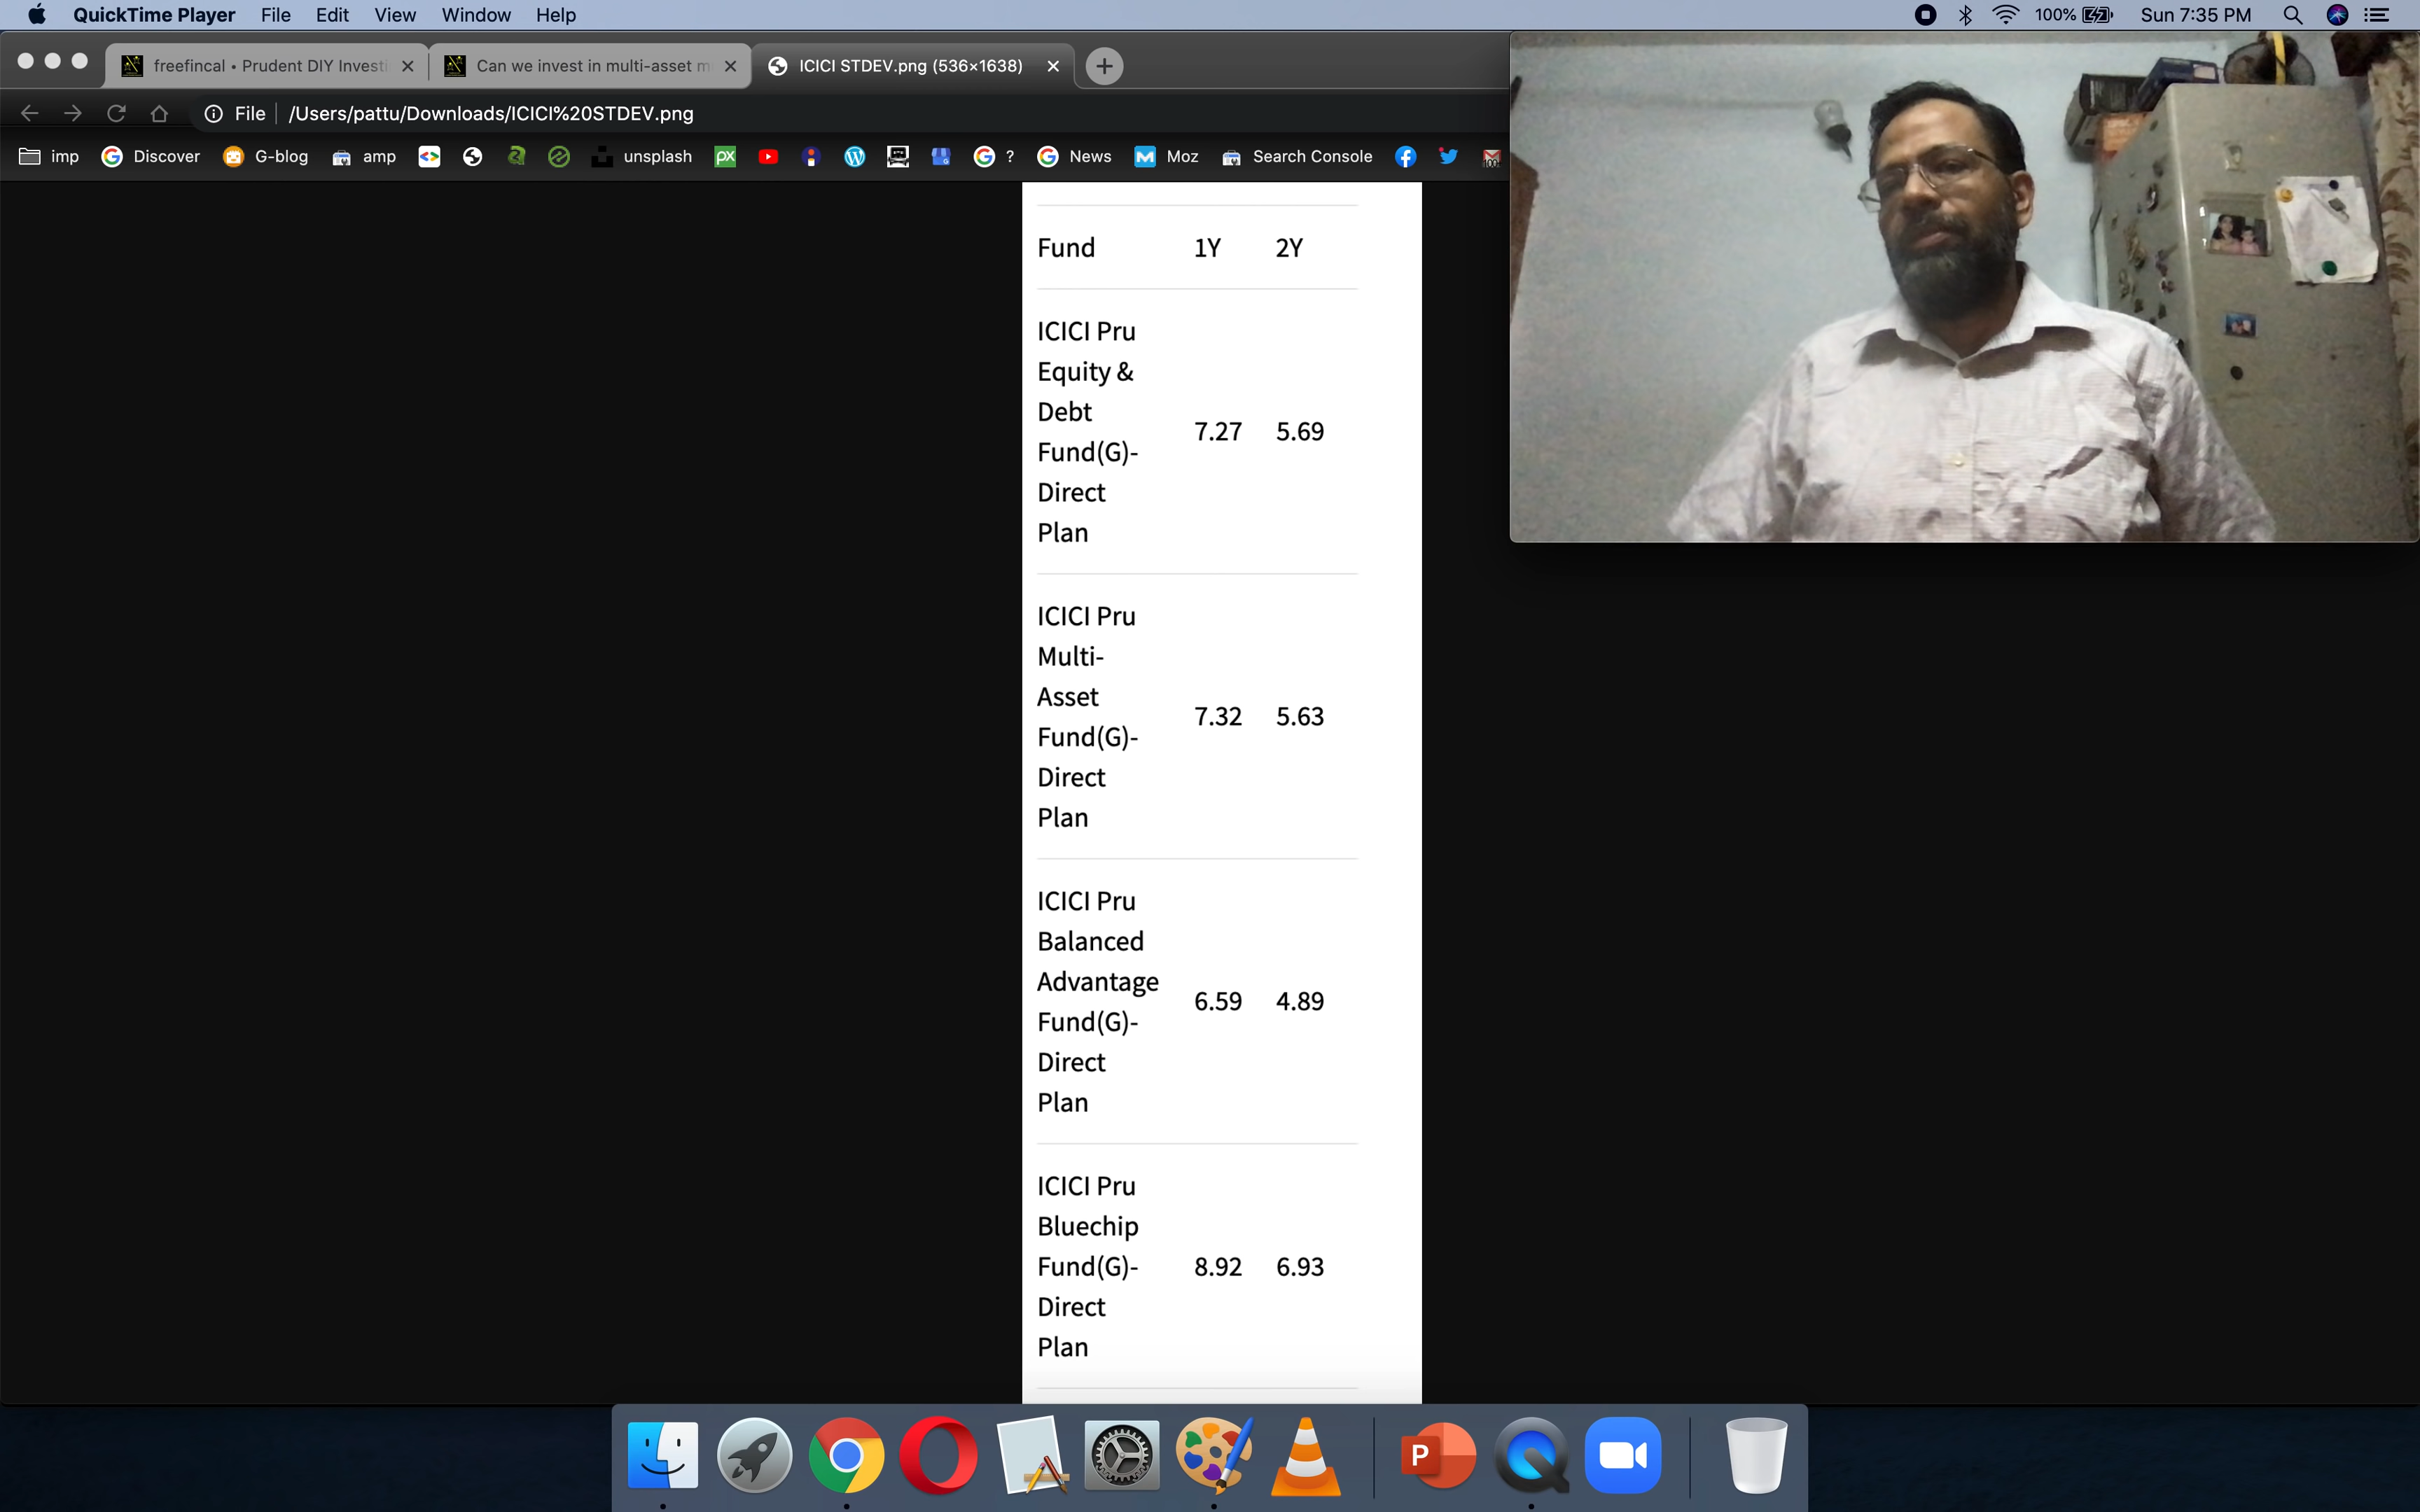 QuickTime Player File Edit View Window Help 100% Sun 7:35 PM
freefincal • Prudent DIY Investi
Can we invest in multi-asset m
ICICI STDEV.png (536×1638)
File /Users/pattu/Downloads/ICICI%20STDEV.png
imp Discover G-blog amp unsplash px ? News Moz Search Console
Fund 1Y 2Y
ICICI Pru
Equity &
Debt
Fund(G)-
Direct
Plan
7.27 5.69
ICICI Pru
Multi-
Asset
Fund(G)-
Direct
Plan
7.32 5.63
ICICI Pru
Balanced
Advantage
Fund(G)-
Direct
Plan
6.59 4.89
ICICI Pru
Bluechip
Fund(G)-
Direct
Plan
8.92 6.93
P